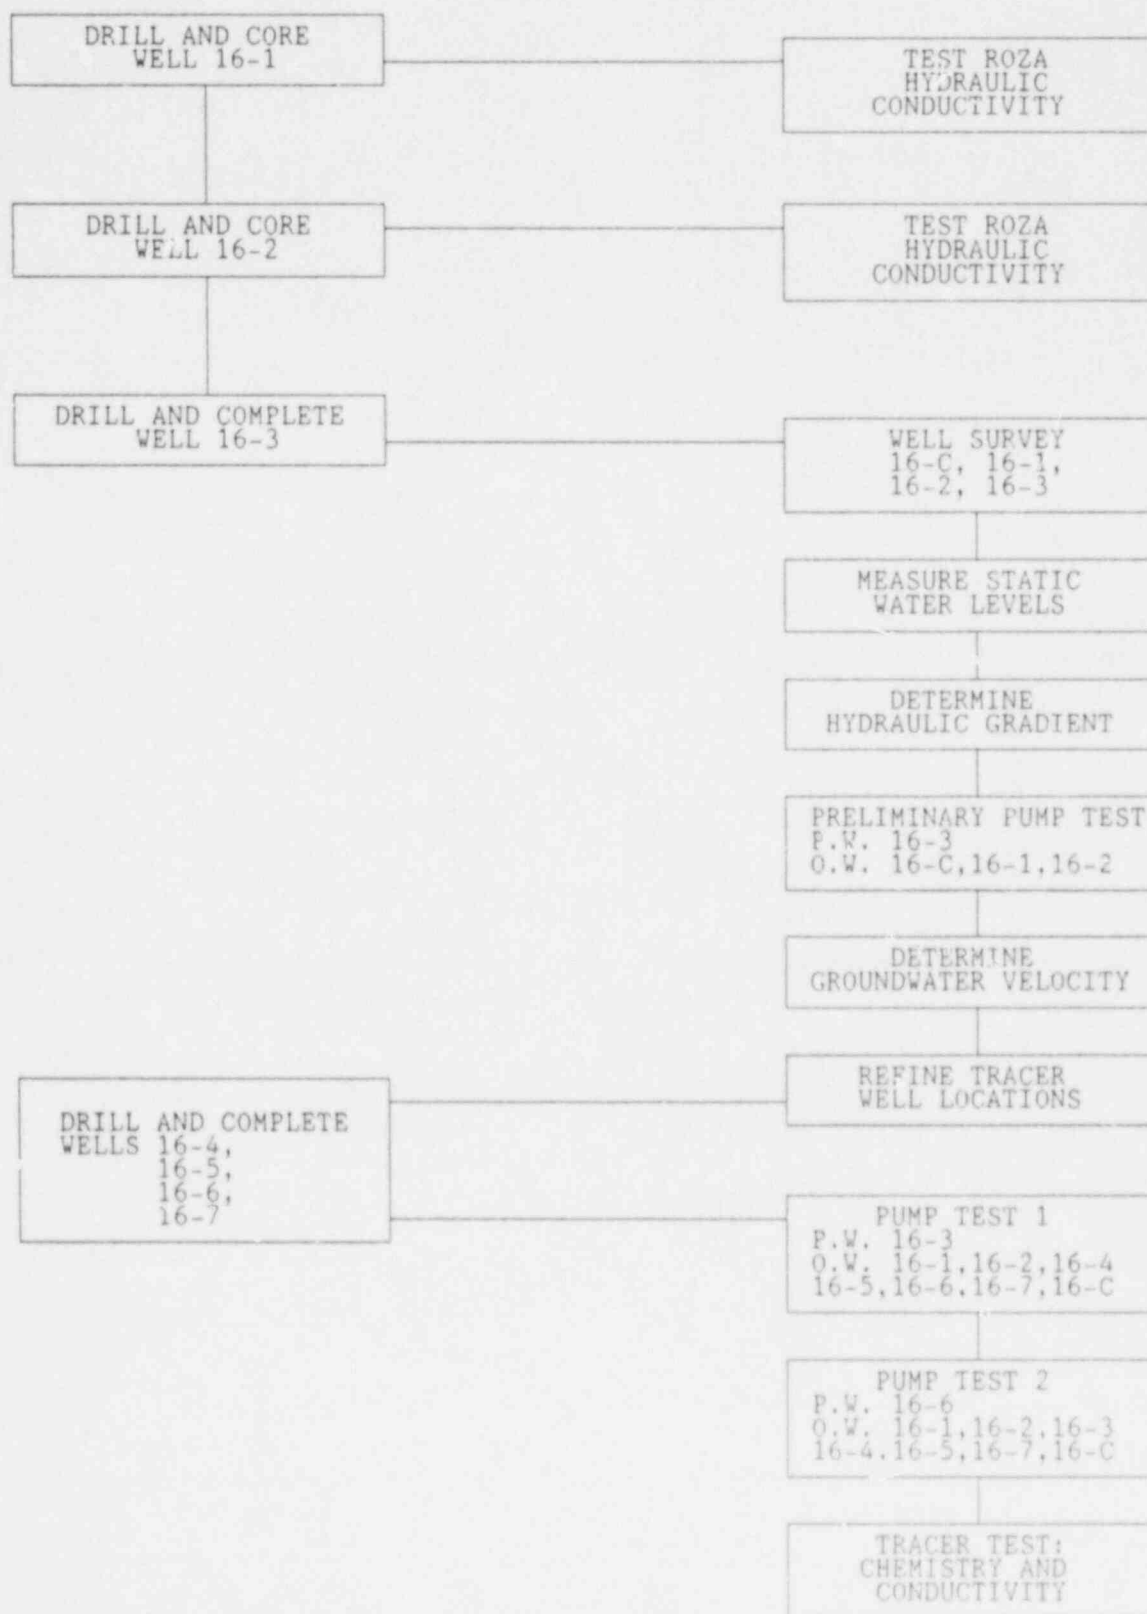 DRILL AND CORE
WELL 16-1
TEST ROZA
HYDRAULIC
CONDUCTIVITY
DRILL AND CORE
WELL 16-2
TEST ROZA
HYDRAULIC
CONDUCTIVITY
DRILL AND COMPLETE
WELL 16-3
WELL SURVEY
16-C, 16-1,
16-2, 16-3
MEASURE STATIC
WATER LEVELS
DETERMINE
HYDRAULIC GRADIENT
PRELIMINARY PUMP TEST
P.W. 16-3
O.W. 16-C,16-1,16-2
DETERMINE
GROUNDWATER VELOCITY
REFINE TRACER
WELL LOCATIONS
DRILL AND COMPLETE
WELLS 16-4,
16-5,
16-6,
16-7
PUMP TEST 1
P.W. 16-3
O.W. 16-1,16-2,16-4
16-5,16-6,16-7,16-C
PUMP TEST 2
P.W. 16-6
O.W. 16-1,16-2,16-3
16-4,16-5,16-7,16-C
TRACER TEST:
CHEMISTRY AND
CONDUCTIVITY